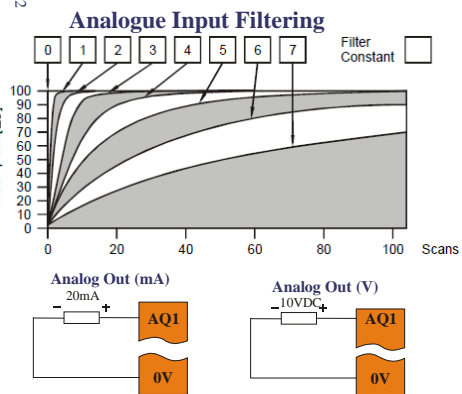 2
Analogue Input Filtering
0 1 2 3 4 5 6 7
Filter
Constant
100
90
80
70
60
50
40
30
20
10
0
0 20 40 60 80 100 Scans
Analog Out (mA)
20mA
- +
AQ1
0V
Analog Out (V)
10VDC
- +
AQ1
0V